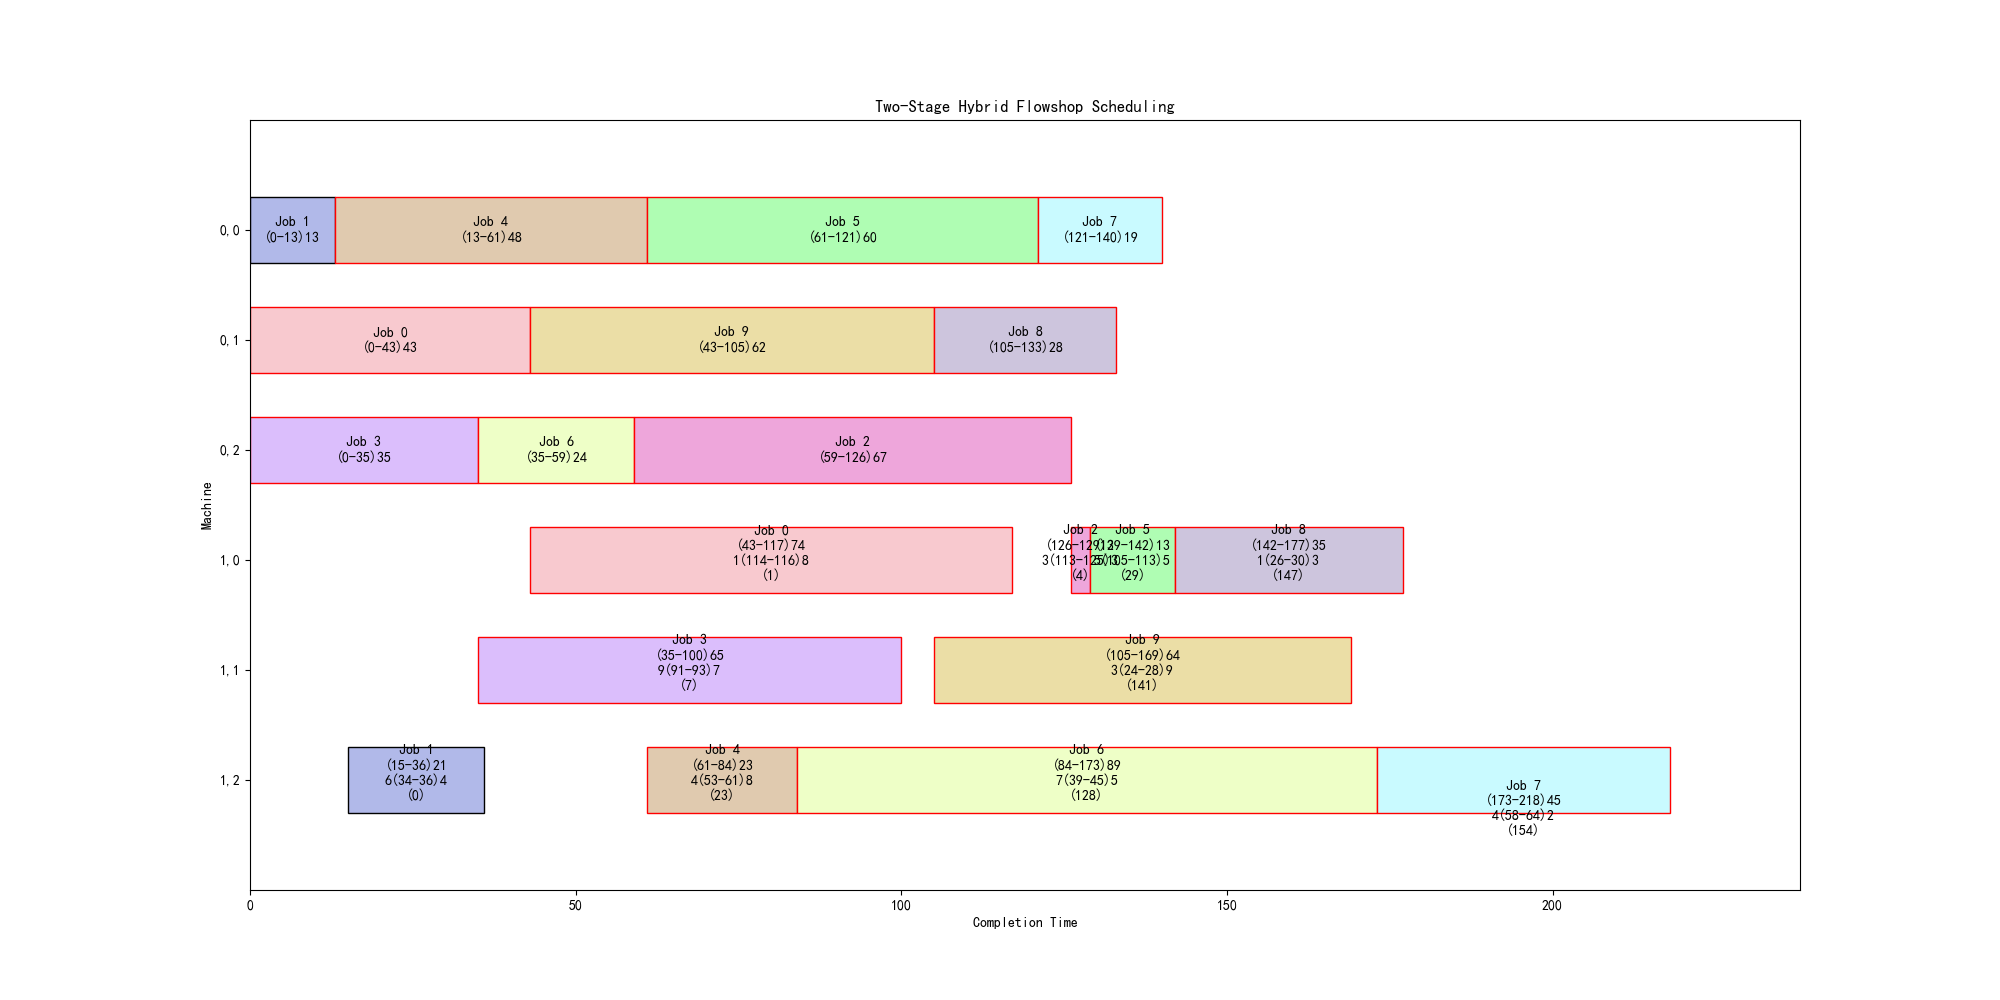 Two-Stage Hybrid Flowshop Scheduling
0,0
Job 1
(0-13)13
Job 4
(13-61)48
Job 5
(61-121)60
Job 7
(121-140)19
0,1
Job 0
(0-43)43
Job 9
(43-105)62
Job 8
(105-133)28
0,2
Job 3
(0-35)35
Job 6
(35-59)24
Job 2
(59-126)67
Machine
1,0
Job 0
(43-117)74
1(114-116)8
(1)
Job 2
(126-129)3
(4)
Job 5
(129-142)13
(105-113)5
(29)
Job 8
(142-177)35
1(26-30)3
(147)
1,1
Job 3
(35-100)65
9(91-93)7
(7)
Job 9
(105-169)64
3(24-28)9
(141)
1,2
Job 1
(15-36)21
6(34-36)4
(0)
Job 4
(61-84)23
4(53-61)8
(23)
Job 6
(84-173)89
7(39-45)5
(128)
Job 7
(173-218)45
4(58-64)2
(154)
0
50
100
150
200
Completion Time